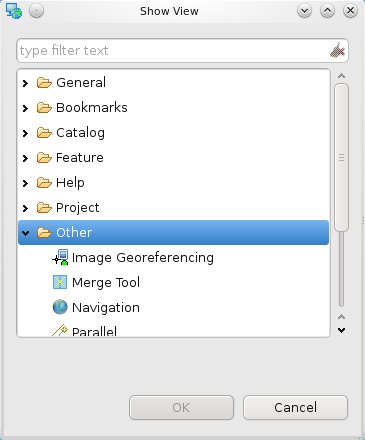 Show View
type filter text
General
Bookmarks
Catalog
Feature
Help
Project
Other
Image Georeferencing
Merge Tool
Navigation
Parallel
OK
Cancel